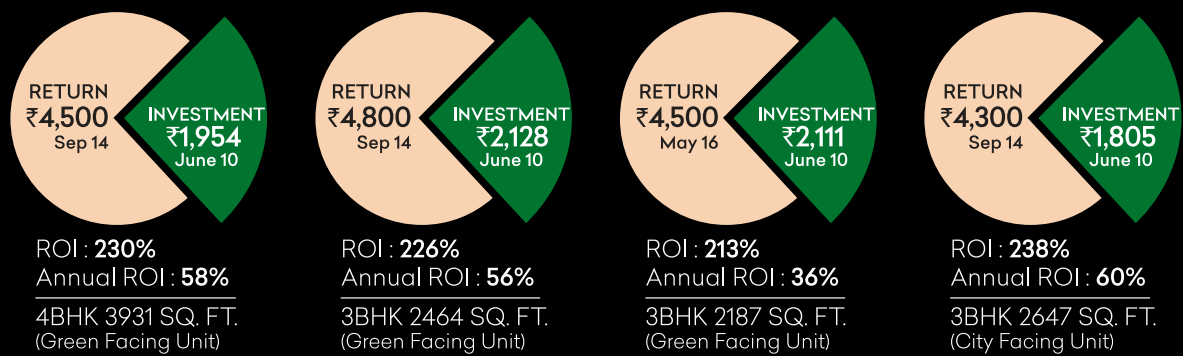 RETURN
₹4,500
Sep 14
INVESTMENT
₹1,954
June 10
ROI : 230%
Annual ROI : 58%
4BHK 3931 SQ. FT.
(Green Facing Unit)
RETURN
₹4,800
Sep 14
INVESTMENT
₹2,128
June 10
ROI : 226%
Annual ROI : 56%
3BHK 2464 SQ. FT.
(Green Facing Unit)
RETURN
₹4,500
May 16
INVESTMENT
₹2,111
June 10
ROI : 213%
Annual ROI : 36%
3BHK 2187 SQ. FT.
(Green Facing Unit)
RETURN
₹4,300
Sep 14
INVESTMENT
₹1,805
June 10
ROI : 238%
Annual ROI : 60%
3BHK 2647 SQ. FT.
(City Facing Unit)